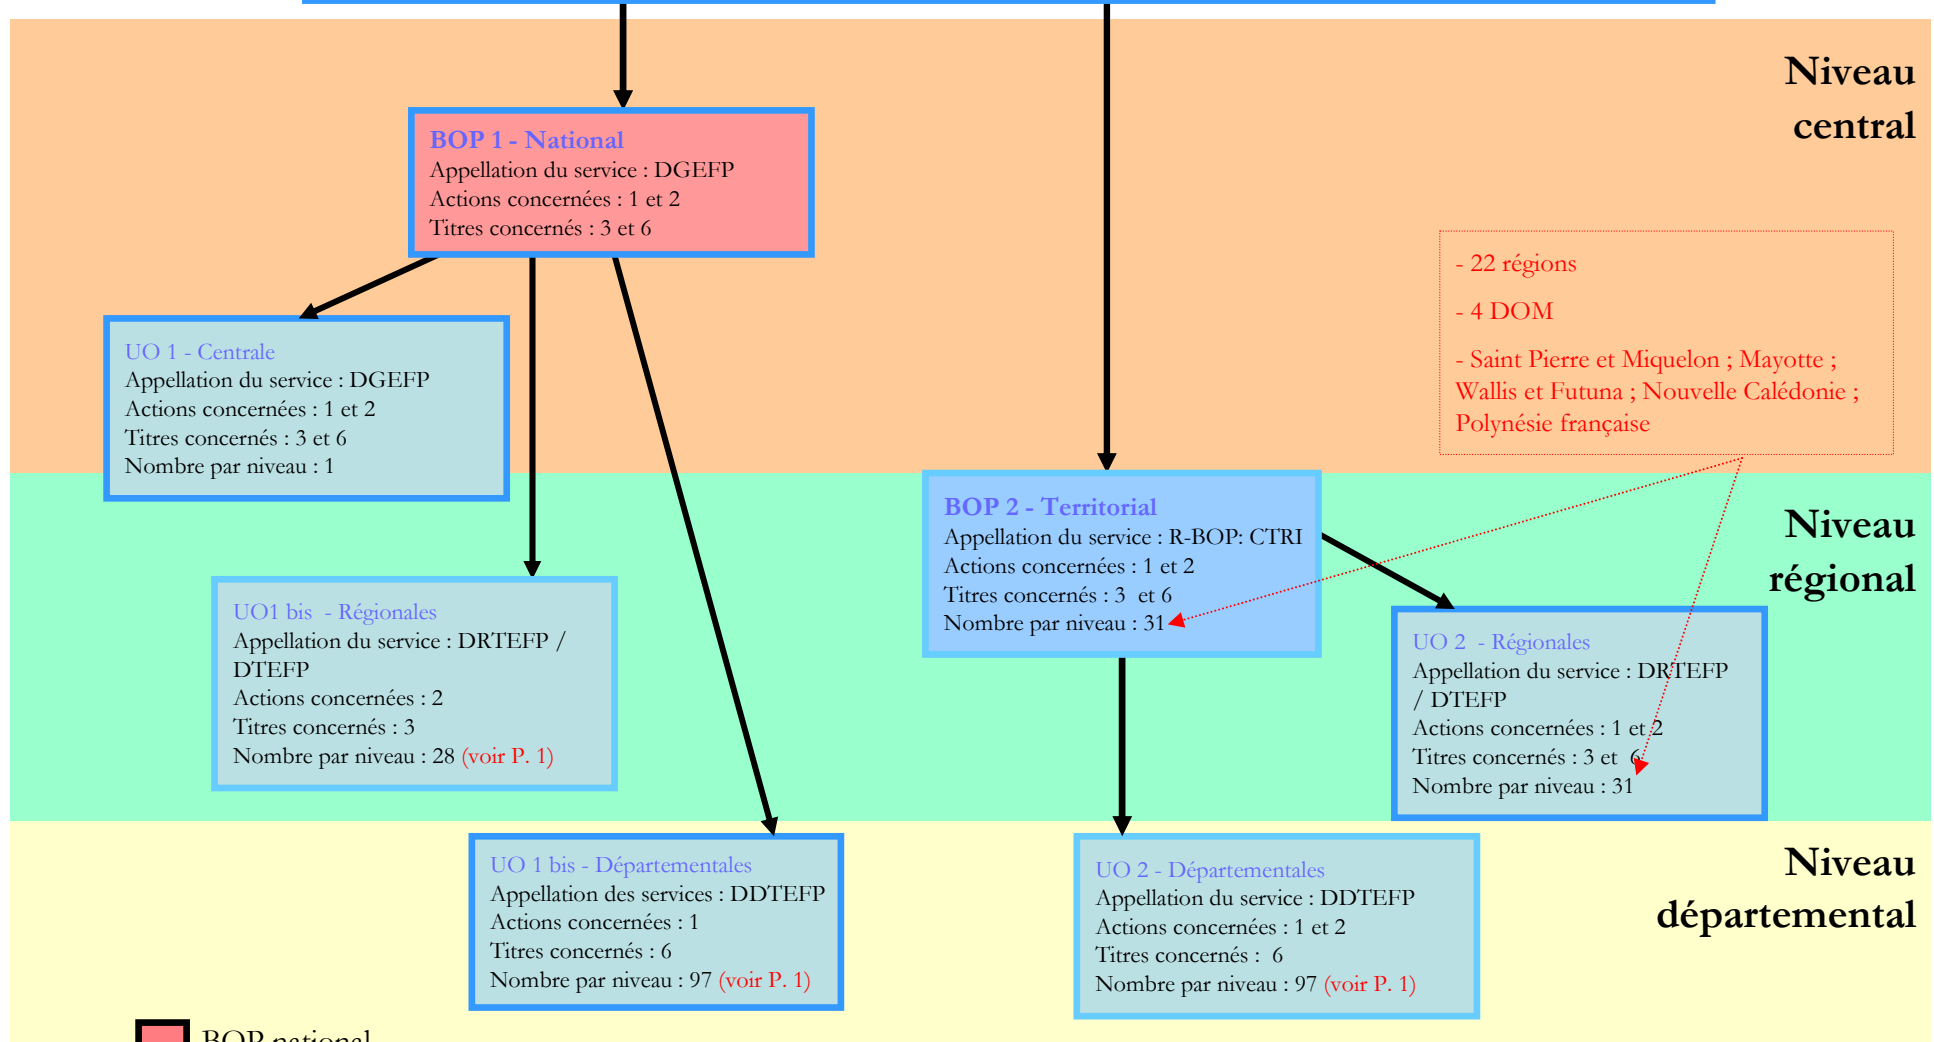 Niveau
central
BOP 1 - National
Appellation du service : DGEFP
Actions concernées : 1 et 2
Titres concernés : 3 et 6
- 22 régions
- 4 DOM
- Saint Pierre et Miquelon ; Mayotte ;
Wallis et Futuna ; Nouvelle Calédonie ;
Polynésie française
UO 1 - Centrale
Appellation du service : DGEFP
Actions concernées : 1 et 2
Titres concernés : 3 et 6
Nombre par niveau : 1
Niveau
régional
BOP 2 - Territorial
Appellation du service : R-BOP: CTRI
Actions concernées : 1 et 2
Titres concernés : 3  et 6
Nombre par niveau : 31
UO1 bis  - Régionales
Appellation du service : DRTEFP /
DTEFP
Actions concernées : 2
Titres concernés : 3
Nombre par niveau : 28 (voir P. 1)
UO 2  - Régionales
Appellation du service : DRTEFP
/ DTEFP
Actions concernées : 1 et 2
Titres concernés : 3 et  6
Nombre par niveau : 31
Niveau
départemental
UO 1 bis - Départementales
Appellation des services : DDTEFP
Actions concernées : 1
Titres concernés : 6
Nombre par niveau : 97 (voir P. 1)
UO 2 - Départementales
Appellation du service : DDTEFP
Actions concernées : 1 et 2
Titres concernés :  6
Nombre par niveau : 97 (voir P. 1)
BOP national